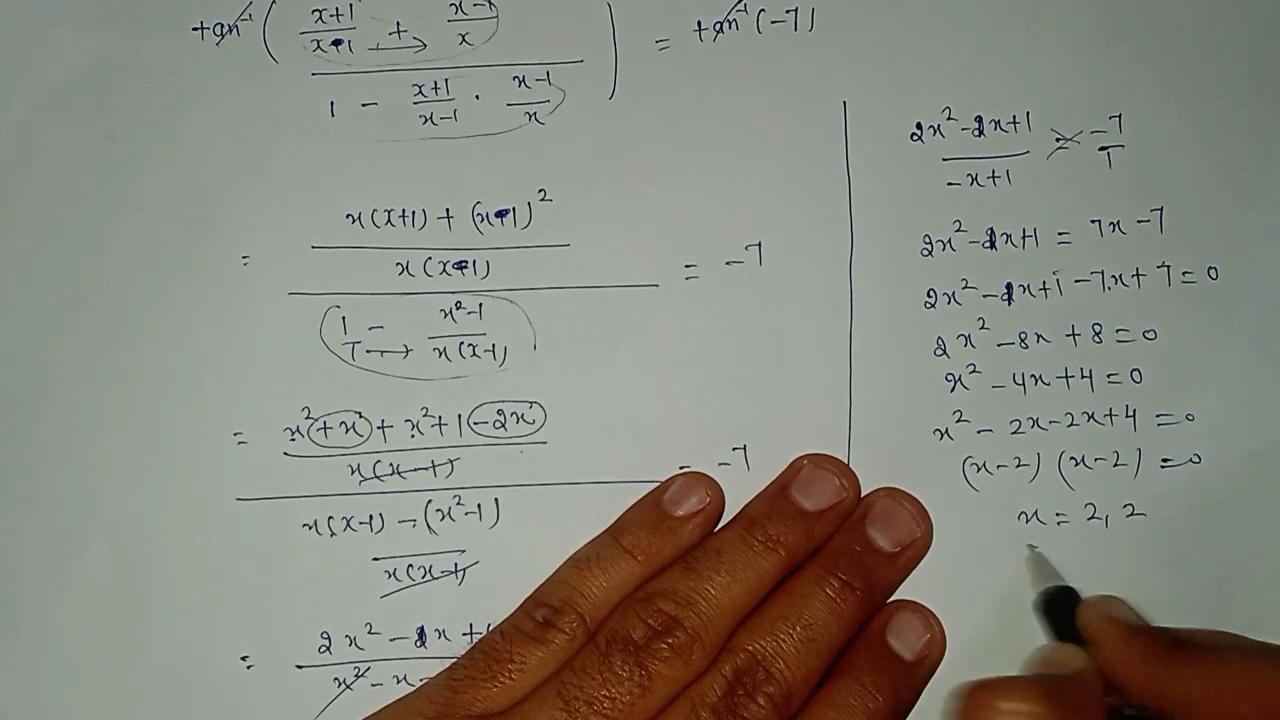 tan⁻¹ ( x+1/x-1 + x-1/x
1 - x+1/x-1 · x-1/x ) = tan⁻¹(-7)
= x(x+1) + (x-1)²
x(x-1)
1/1 - x²-1/x(x-1) = -7
= x² + x + x² + 1 - 2x
x(x-1)
x(x-1) - (x²-1)
x(x-1)
= -7
= 2x² - x +
x² - x -
2x² - x + 1
-x + 1
= -7/1
2x² - x + 1 = 7x - 7
2x² - x + 1 - 7x + 7 = 0
2x² - 8x + 8 = 0
x² - 4x + 4 = 0
x² - 2x - 2x + 4 = 0
(x-2) (x-2) = 0
x = 2, 2